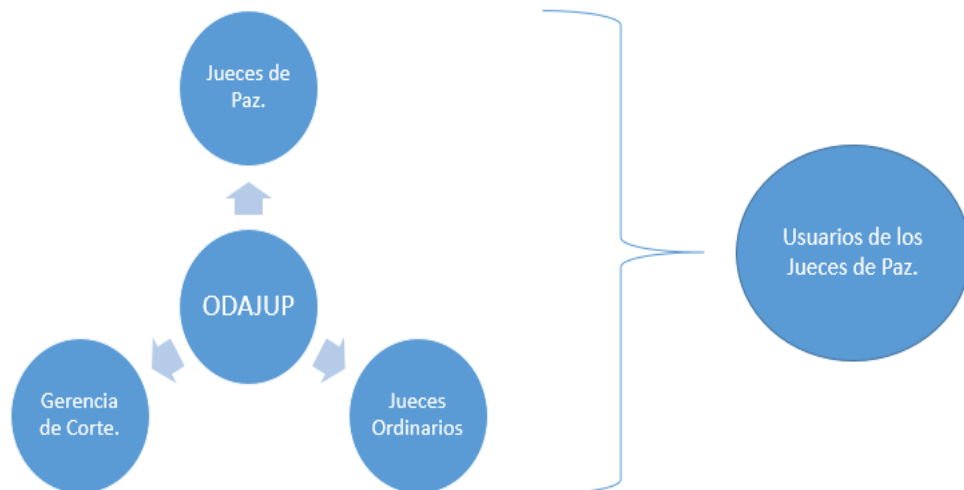 Jueces de
Paz.
ODAJUP
Gerencia
de Corte.
Jueces
Ordinarios
Usuarios de los
Jueces de Paz.